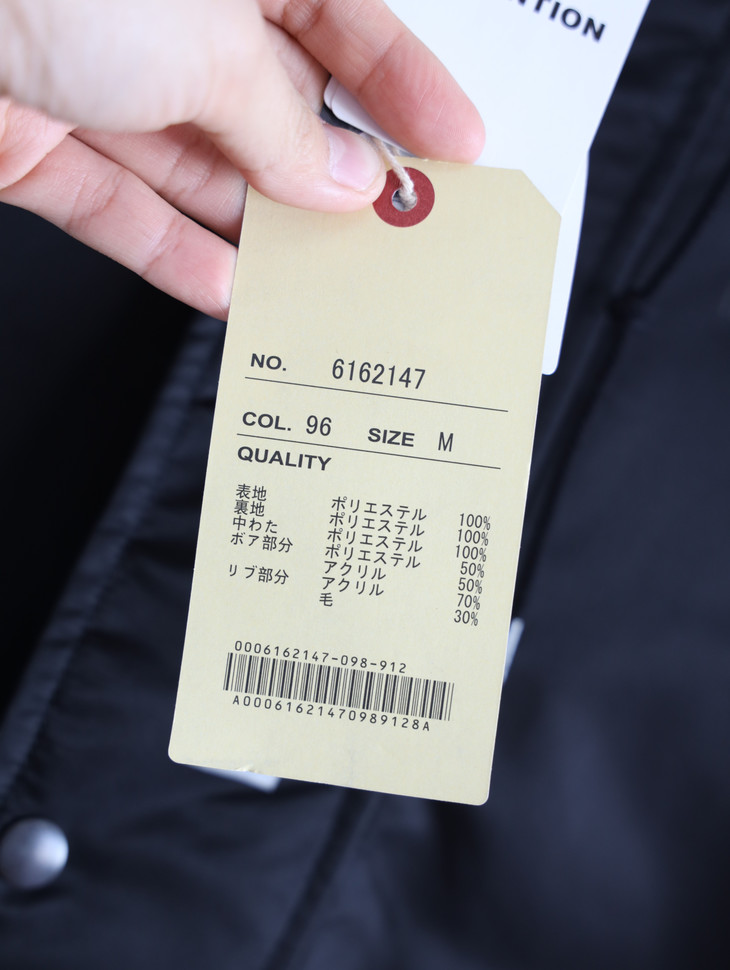 NO. 6162147
COL. 96 SIZE M
QUALITY
表地 ポリエステル 100%
裏地 ポリエステル 100%
中わた ポリエステル 100%
ボア部分 ポリエステル 50%
アクリル 50%
リブ部分 アクリル 70%
毛 30%
0006162147-098-912
A00061621470989128A